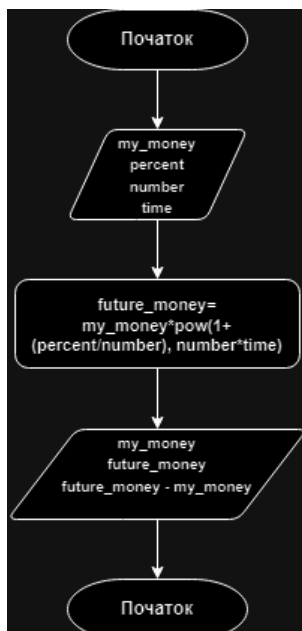 Початок
my_money
percent
number
time
future_money=
my_money*pow(1+
(percent/number), number*time)
my_money
future_money
future_money - my_money
Початок